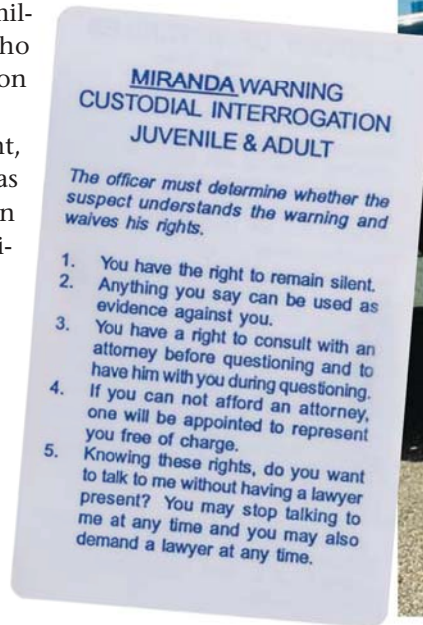 mil-
ho
on
nt,
as
n
i-
MIRANDA WARNING
CUSTODIAL INTERROGATION
JUVENILE & ADULT
The officer must determine whether the
suspect understands the warning and
waives his rights.
1. You have the right to remain silent.
2. Anything you say can be used as
evidence against you.
3. You have a right to consult with an
attorney before questioning and to
have him with you during questioning.
4. If you can not afford an attorney,
one will be appointed to represent
you free of charge.
5. Knowing these rights, do you want
to talk to me without having a lawyer
present? You may stop talking to
me at any time and you may also
demand a lawyer at any time.